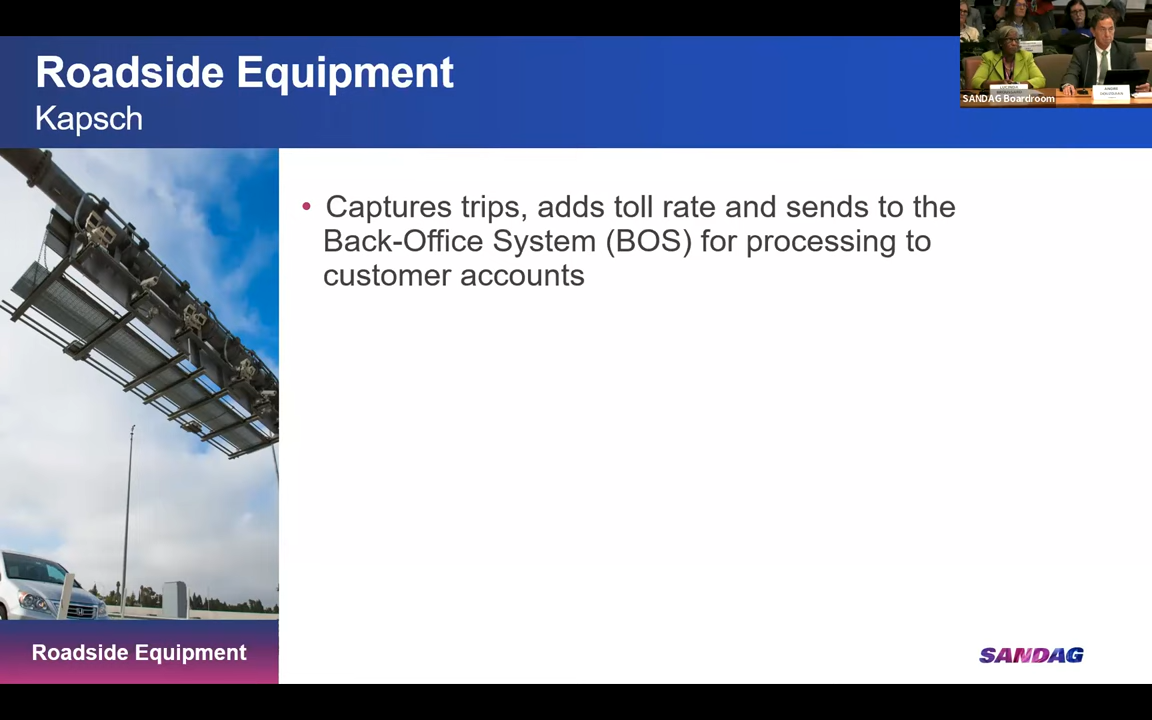 Roadside Equipment
Kapsch
SANDAG Boardroom
• Captures trips, adds toll rate and sends to the
Back-Office System (BOS) for processing to
customer accounts
Roadside Equipment
SANDAG